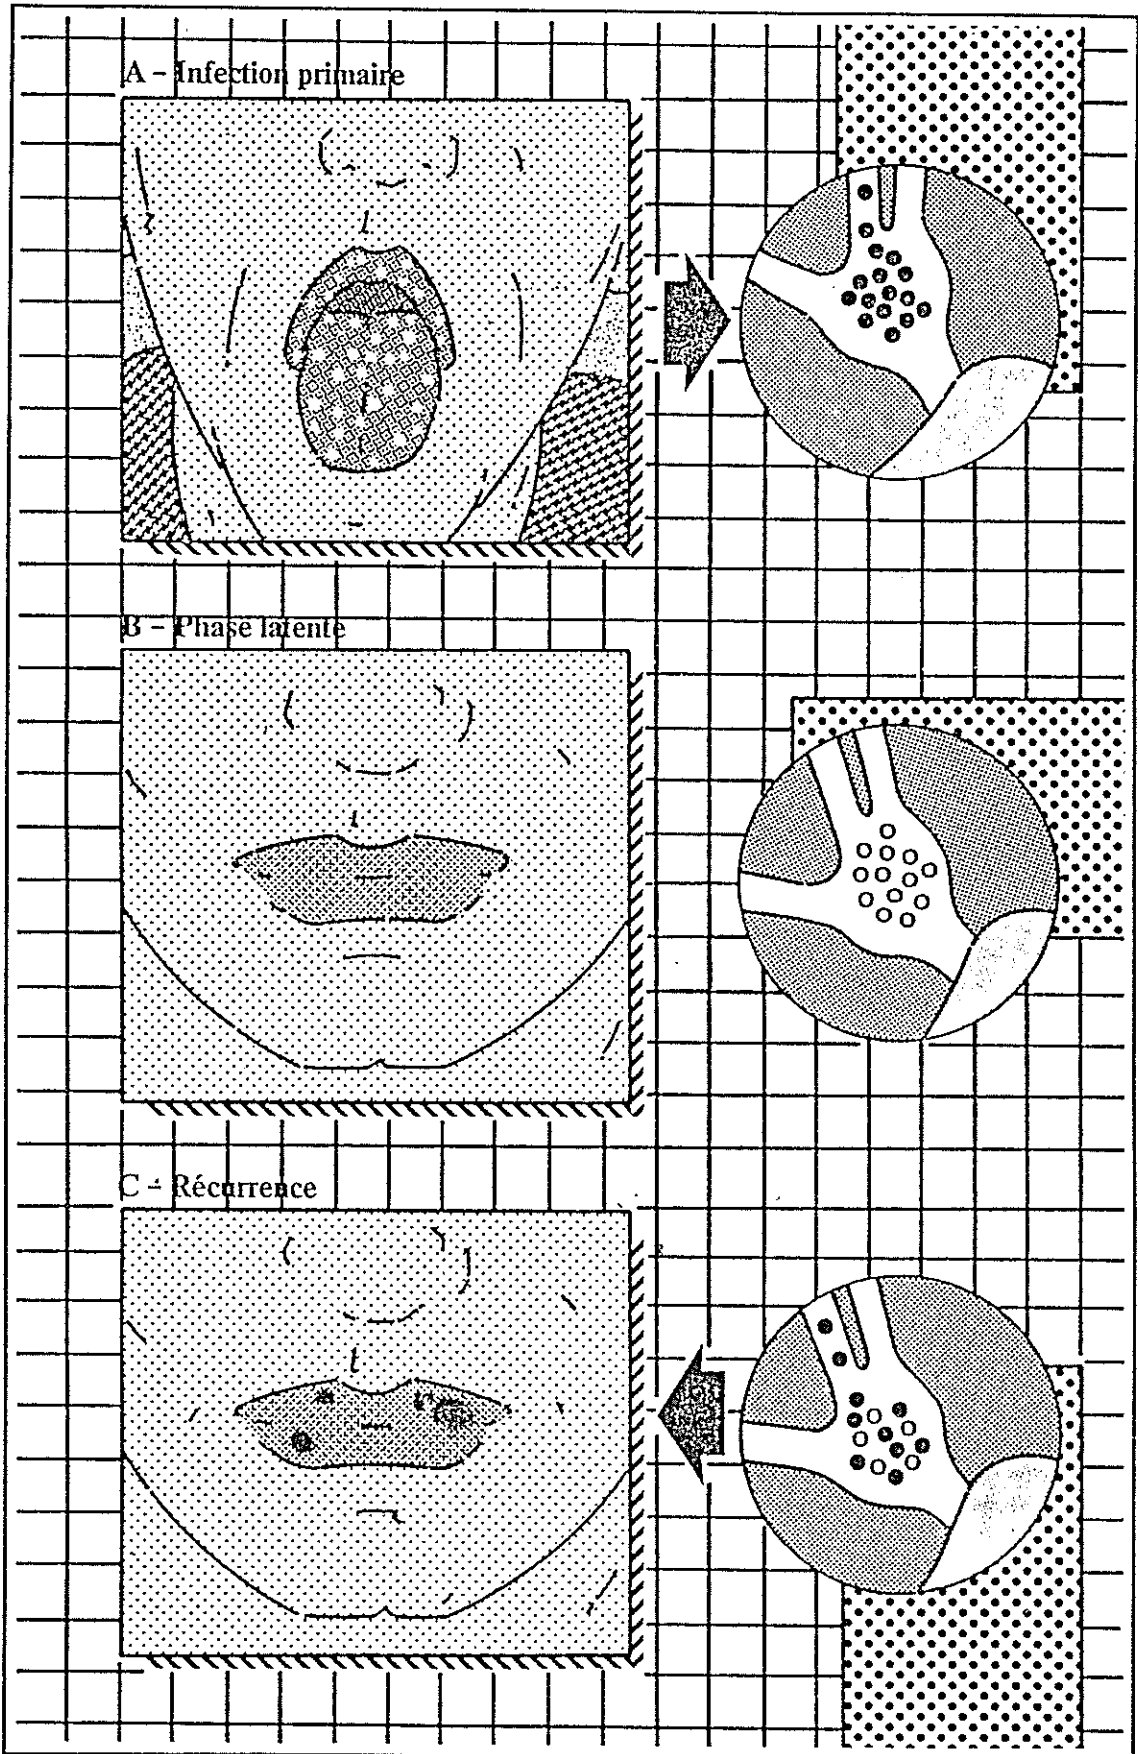 A – Infection primaire
B – Phase latente
C – Récurrence